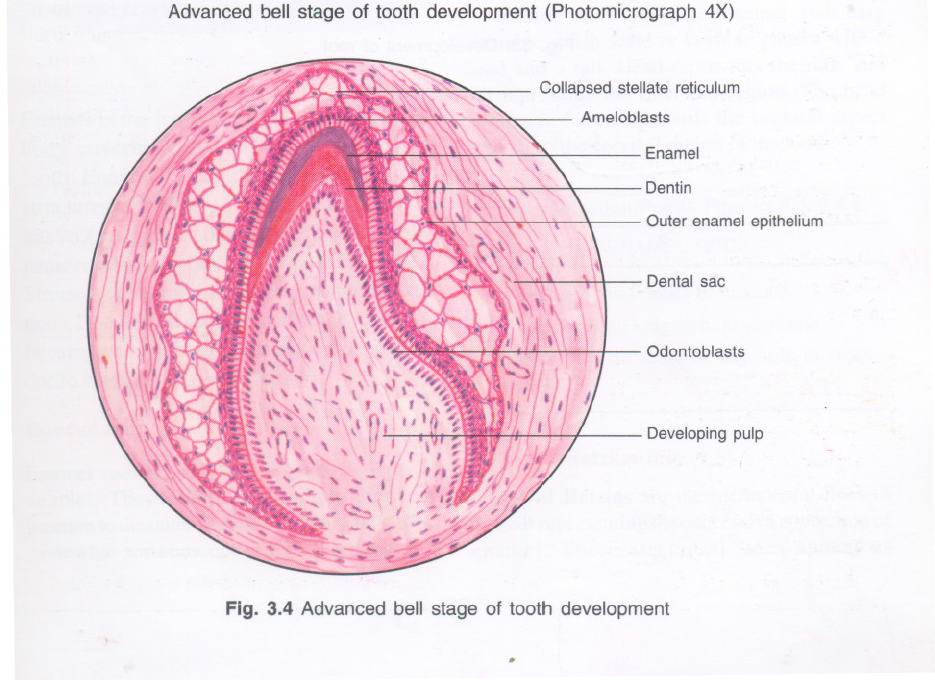 Advanced bell stage of tooth development (Photomicrograph 4X)
Collapsed stellate reticulum
Ameloblasts
Enamel
Dentin
Outer enamel epithelium
Dental sac
Odontoblasts
Developing pulp
Fig. 3.4 Advanced bell stage of tooth development